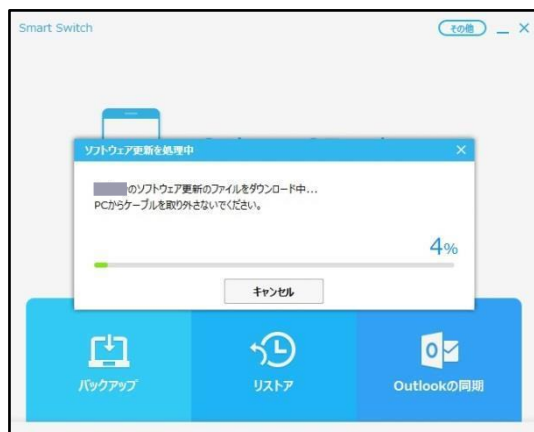 Smart Switch
その他
ソフトウェア更新を処理中
のソフトウェア更新のファイルをダウンロード中...
PCからケーブルを取り外さないでください。
4%
キャンセル
バックアップ
リストア
Outlookの同期